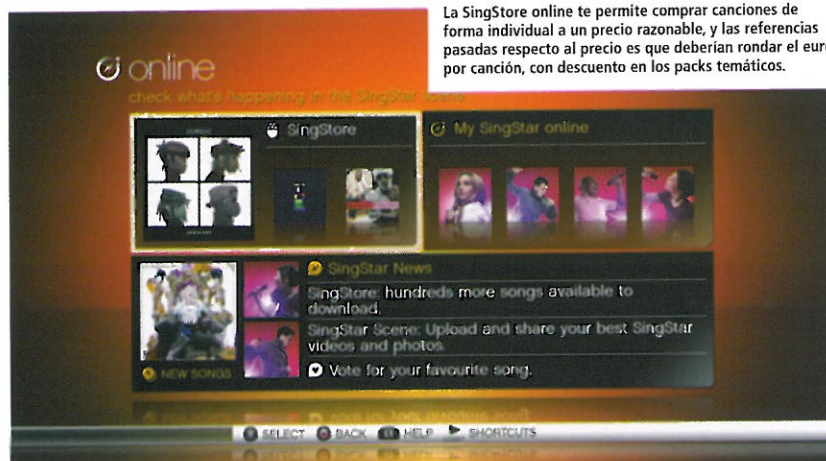 La SingStore online te permite comprar canciones de
forma individual a un precio razonable, y las referencias
pasadas respecto al precio es que deberían rondar el eur
por canción, con descuento en los packs temáticos.
online
check what's happening in the SingStar scene
SingStore
My SingStar online
SingStar News
SingStore: hundreds more songs available to
download.
SingStar Scene: Upload and share your best SingStar
videos and photos.
NEW SONGS
Vote for your favourite song.
SELECT BACK HELP SHORTCUTS